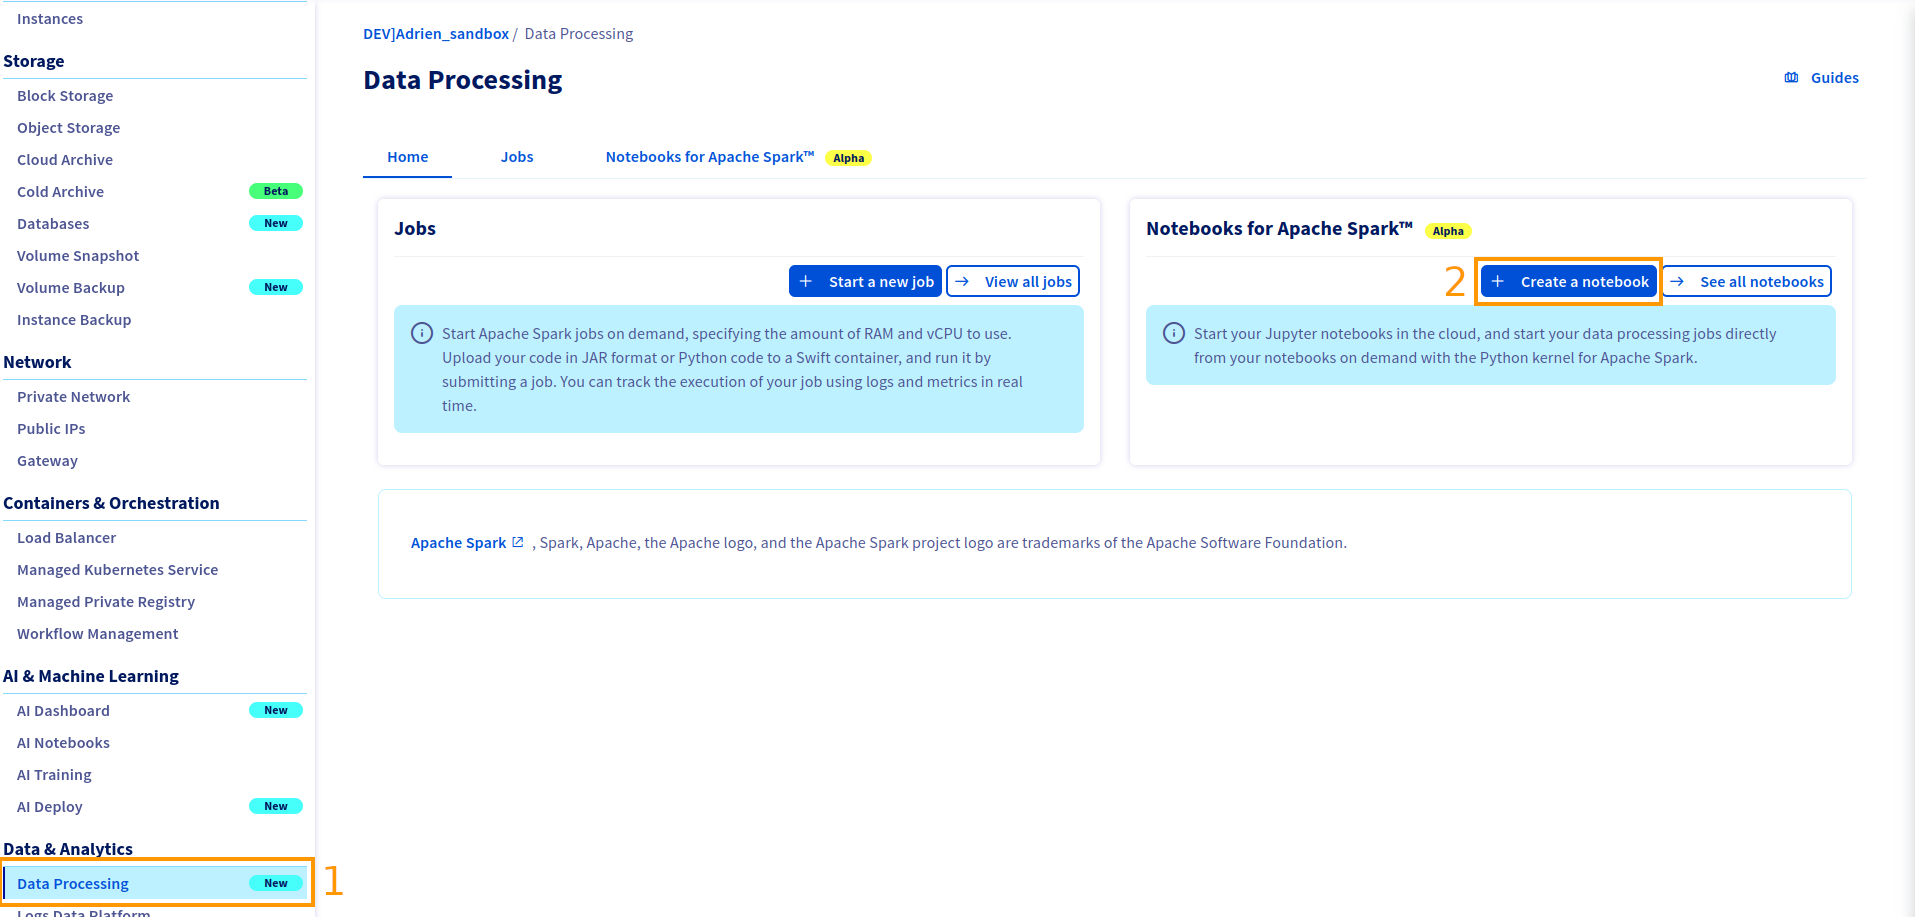 Instances
Storage
Block Storage
Object Storage
Cloud Archive
Cold Archive Beta
Databases New
Volume Snapshot
Volume Backup New
Instance Backup
Network
Private Network
Public IPs
Gateway
Containers & Orchestration
Load Balancer
Managed Kubernetes Service
Managed Private Registry
Workflow Management
AI & Machine Learning
AI Dashboard New
AI Notebooks
AI Training
AI Deploy New
Data & Analytics
Data Processing New
1
Logs Data Platform
DEV]Adrien_sandbox / Data Processing
Data Processing
Guides
Home Jobs Notebooks for Apache Spark™ Alpha
Jobs
+ Start a new job → View all jobs
Start Apache Spark jobs on demand, specifying the amount of RAM and vCPU to use.
Upload your code in JAR format or Python code to a Swift container, and run it by
submitting a job. You can track the execution of your job using logs and metrics in real
time.
Notebooks for Apache Spark™ Alpha
2 + Create a notebook → See all notebooks
Start your Jupyter notebooks in the cloud, and start your data processing jobs directly
from your notebooks on demand with the Python kernel for Apache Spark.
Apache Spark , Spark, Apache, the Apache logo, and the Apache Spark project logo are trademarks of the Apache Software Foundation.